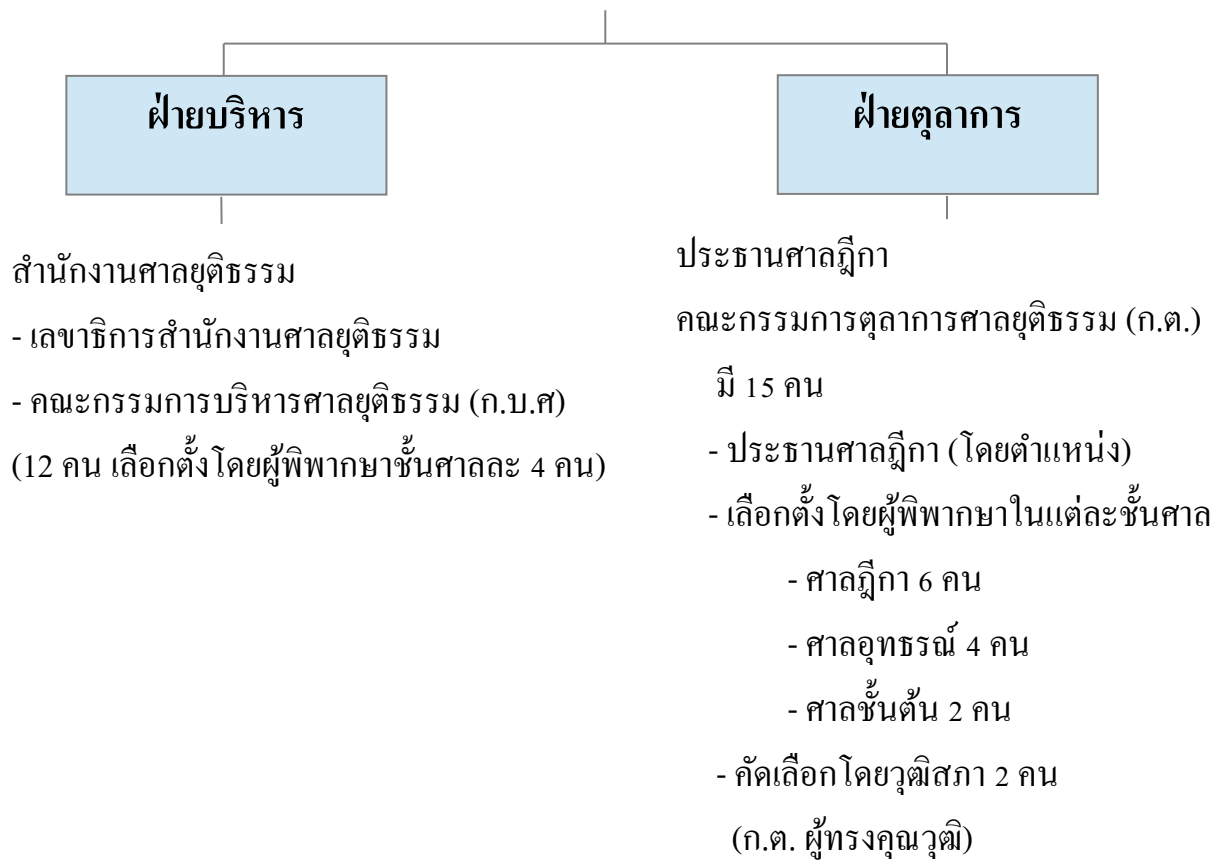 ฝ่ายบริหาร
สำนักงานศาลยุติธรรม
- เลขาธิการสำนักงานศาลยุติธรรม
- คณะกรรมการบริหารศาลยุติธรรม (ก.บ.ศ)
(12 คน เลือกตั้งโดยผู้พิพากษาชั้นศาลละ 4 คน)
ฝ่ายตุลาการ
ประธานศาลฎีกา
คณะกรรมการตุลาการศาลยุติธรรม (ก.ต.)
มี 15 คน
- ประธานศาลฎีกา (โดยตำแหน่ง)
- เลือกตั้งโดยผู้พิพากษาในแต่ละชั้นศาล
- ศาลฎีกา 6 คน
- ศาลอุทธรณ์ 4 คน
- ศาลชั้นต้น 2 คน
- คัดเลือกโดยวุฒิสภา 2 คน
(ก.ต. ผู้ทรงคุณวุฒิ)